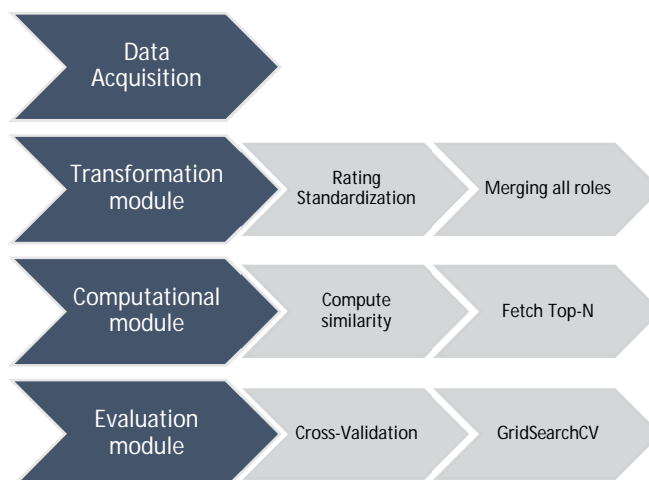 Data
Acquisition
Transformation
module
Rating
Standardization
Merging all roles
Computational
module
Compute
similarity
Fetch Top-N
Evaluation
module
Cross-Validation
GridSearchCV